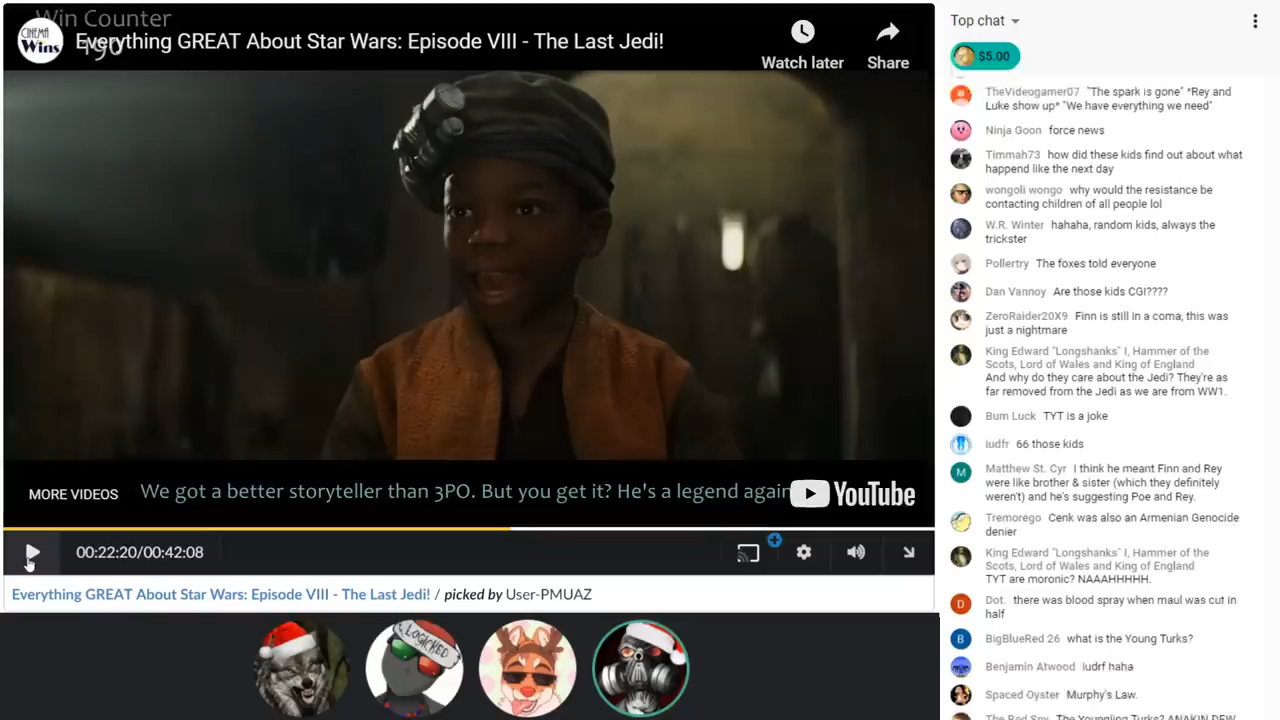 Win Counter
190
CINEMA
Wins
Everything GREAT About Star Wars: Episode VIII - The Last Jedi!
Watch later
Share
MORE VIDEOS
We got a better storyteller than 3PO. But you get it? He's a legend again
YouTube
00:22:20/00:42:08
Everything GREAT About Star Wars: Episode VIII - The Last Jedi! / picked by User-PMUAZ
LOGICKED
Top chat
$5.00
TheVideogamer07 "The spark is gone" *Rey and
Luke show up* "We have everything we need"
Ninja Goon force news
Timmah73 how did these kids find out about what
happend like the next day
wongoli wongo why would the resistance be
contacting children of all people lol
W.R. Winter hahaha, random kids, always the
trickster
Pollertry The foxes told everyone
Dan Vannoy Are those kids CGI????
ZeroRaider20X9 Finn is still in a coma, this was
just a nightmare
King Edward "Longshanks" I, Hammer of the
Scots, Lord of Wales and King of England
And why do they care about the Jedi? They're as
far removed from the Jedi as we are from WW1.
Bum Luck TYT is a joke
iudfr 66 those kids
M
Matthew St. Cyr I think he meant Finn and Rey
were like brother & sister (which they definitely
weren't) and he's suggesting Poe and Rey.
Tremorego Cenk was also an Armenian Genocide
denier
King Edward "Longshanks" I, Hammer of the
Scots, Lord of Wales and King of England
TYT are moronic? NAAAHHHHH.
D
Dot. there was blood spray when maul was cut in
half
B
BigBlueRed 26 what is the Young Turks?
Benjamin Atwood iudrf haha
Spaced Oyster Murphy's Law.
The Red Spy The Youngling Turks? ANAKIN DEW